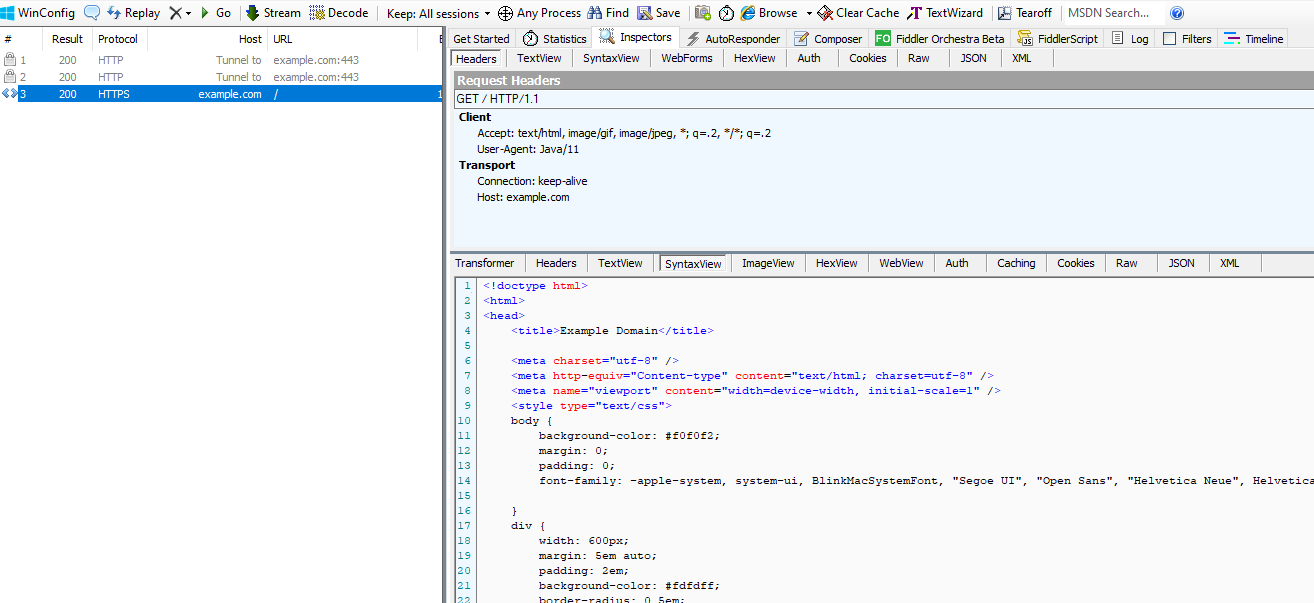 WinConfig Replay Go Stream Decode Keep: All sessions Any Process Find Save Browse Clear Cache TextWizard Tearoff MSDN Search...
# Result Protocol Host URL
1 200 HTTP Tunnel to example.com:443
2 200 HTTP Tunnel to example.com:443
3 200 HTTPS example.com / 1
Get Started Statistics Inspectors AutoResponder Composer FO Fiddler Orchestra Beta FiddlerScript Log Filters Timeline
Headers TextView SyntaxView WebForms HexView Auth Cookies Raw JSON XML
Request Headers
GET / HTTP/1.1
Client
Accept: text/html, image/gif, image/jpeg, *; q=.2, */*; q=.2
User-Agent: Java/11
Transport
Connection: keep-alive
Host: example.com
Transformer Headers TextView SyntaxView ImageView HexView WebView Auth Caching Cookies Raw JSON XML
1 <!doctype html>
2 <html>
3 <head>
4 <title>Example Domain</title>
5
6 <meta charset="utf-8" />
7 <meta http-equiv="Content-type" content="text/html; charset=utf-8" />
8 <meta name="viewport" content="width=device-width, initial-scale=1" />
9 <style type="text/css">
10 body {
11 background-color: #f0f0f2;
12 margin: 0;
13 padding: 0;
14 font-family: -apple-system, system-ui, BlinkMacSystemFont, "Segoe UI", "Open Sans", "Helvetica Neue", Helvetica
15
16 }
17 div {
18 width: 600px;
19 margin: 5em auto;
20 padding: 2em;
21 background-color: #fdfdff;
22 border-radius: 0.5em;